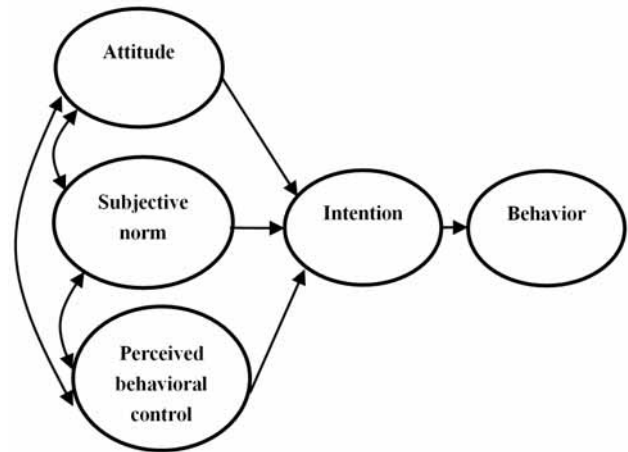 Attitude
Subjective
norm
Intention
Behavior
Perceived
behavioral
control